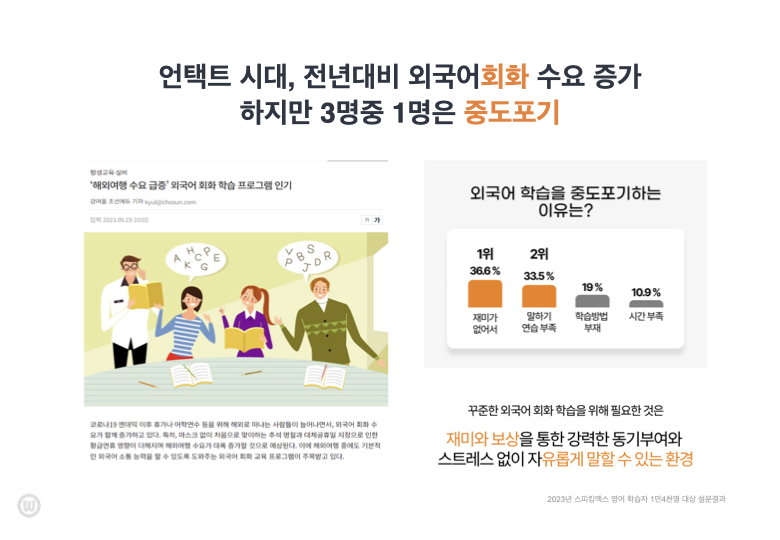 언택트 시대, 전년대비 외국어회화 수요 증가
하지만 3명중 1명은 중도포기
평생교육·실버
‘해외여행 수요 급증’ 외국어 회화 학습 프로그램 인기
강여울 조선에듀 기자 kyul@chosun.com
입력 2023.09.19 10:02
가 가
A H C P E
A K G
V B S
P J D R
코로나19 엔데믹 이후 휴가나 어학연수 등을 위해 해외로 떠나는 사람들이 늘어나면서, 외국어 회화 수
요가 함께 증가하고 있다. 특히, 마스크 없이 처음으로 맞이하는 추석 명절과 대체공휴일 지정으로 인한
황금연휴 영향이 더해지며 해외여행 수요가 대폭 증가할 것으로 예상된다. 이에 해외여행 중에도 기본적
인 외국어 소통 능력을 할 수 있도록 도와주는 외국어 회화 교육 프로그램이 주목받고 있다.
외국어 학습을 중도포기하는
이유는?
1위 2위
36.6 % 33.5 % 19 % 10.9 %
재미가 말하기 학습방법 시간 부족
없어서 연습 부족 부재
꾸준한 외국어 회화 학습을 위해 필요한 것은
재미와 보상을 통한 강력한 동기부여와
스트레스 없이 자유롭게 말할 수 있는 환경
2023년 스피킹맥스 영어 학습자 1만4천명 대상 설문결과
W